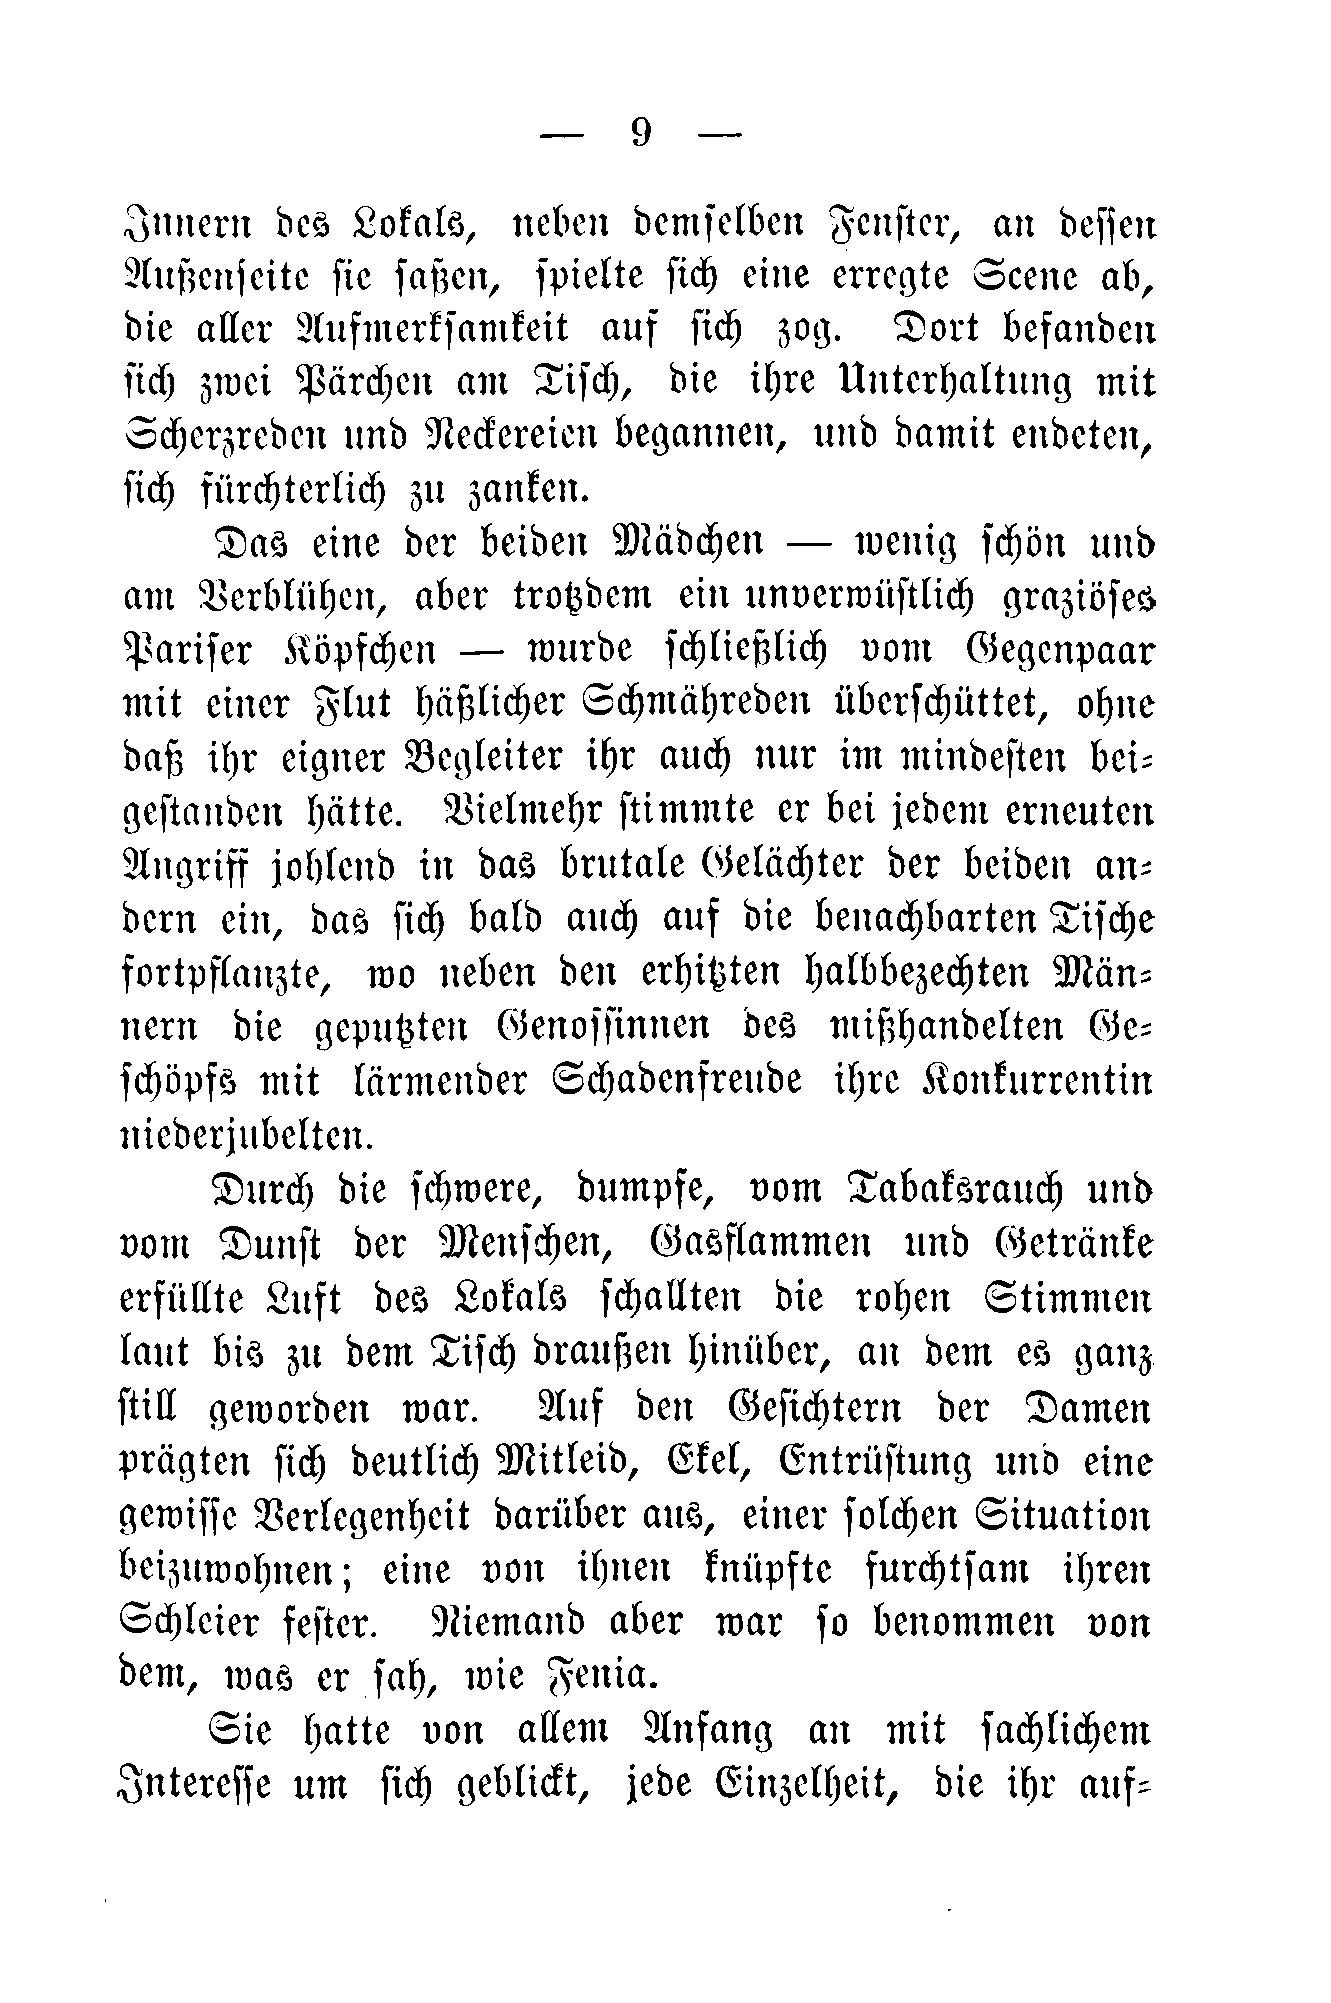 — 9 —
Innern des Lokals, neben demselben Fenster, an dessen
Außenseite sie saßen, spielte sich eine erregte Scene ab,
die aller Aufmerksamkeit auf sich zog. Dort befanden
sich zwei Pärchen am Tisch, die ihre Unterhaltung mit
Scherzreden und Neckereien begannen, und damit endeten,
sich fürchterlich zu zanken.
Das eine der beiden Mädchen — wenig schön und
am Verblühen, aber trotzdem ein unverwüstlich graziöses
Pariser Köpfchen — wurde schließlich vom Gegenpaar
mit einer Flut häßlicher Schmähreden überschüttet, ohne
daß ihr eigner Begleiter ihr auch nur im mindesten bei-
gestanden hätte. Vielmehr stimmte er bei jedem erneuten
Angriff johlend in das brutale Gelächter der beiden an-
dern ein, das sich bald auch auf die benachbarten Tische
fortpflanzte, wo neben den erhitzten halbbezechten Män-
nern die geputzten Genossinnen des mißhandelten Ge-
schöpfs mit lärmender Schadenfreude ihre Konkurrentin
niederjubelten.
Durch die schwere, dumpfe, vom Tabaksrauch und
vom Dunst der Menschen, Gasflammen und Getränke
erfüllte Luft des Lokals schallten die rohen Stimmen
laut bis zu dem Tisch draußen hinüber, an dem es ganz
still geworden war. Auf den Gesichtern der Damen
prägten sich deutlich Mitleid, Ekel, Entrüstung und eine
gewisse Verlegenheit darüber aus, einer solchen Situation
beizuwohnen; eine von ihnen knüpfte furchtsam ihren
Schleier fester. Niemand aber war so benommen von
dem, was er sah, wie Fenia.
Sie hatte von allem Anfang an mit sachlichem
Interesse um sich geblickt, jede Einzelheit, die ihr auf-